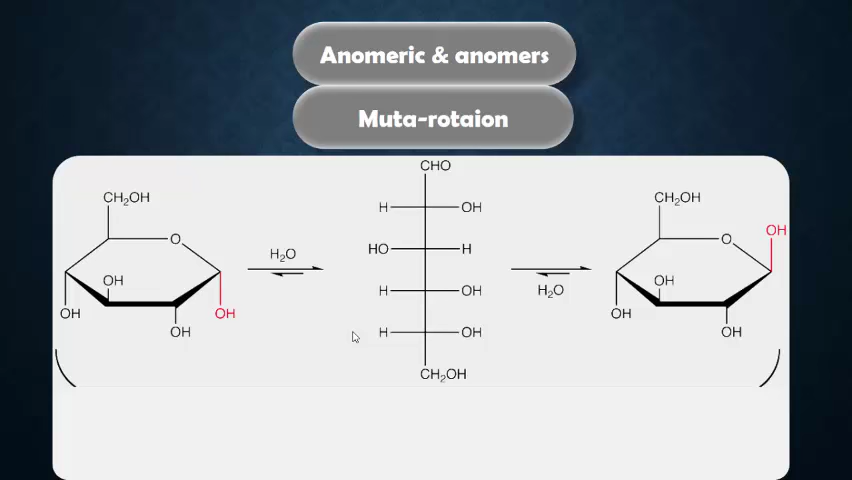 Anomeric & anomers
Muta-rotaion
CH₂OH
O
OH
OH
OH
OH
H₂O
CHO
H OH
HO H
H OH
H OH
CH₂OH
H₂O
CH₂OH
O
OH
OH
OH
OH